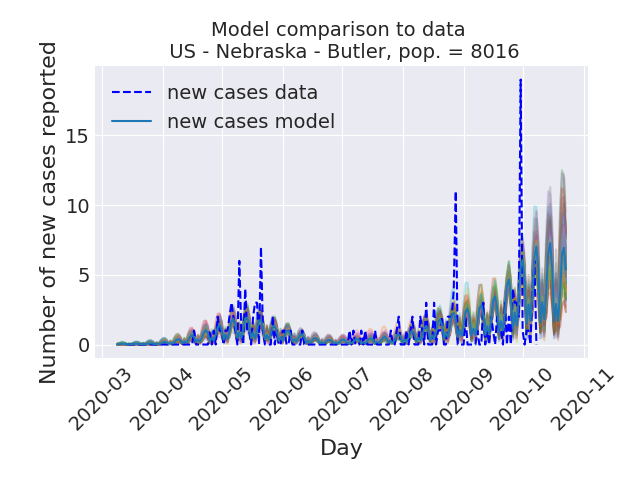 Model comparison to data
US - Nebraska - Butler, pop. = 8016
new cases data
new cases model
Number of new cases reported
15
10
5
0
2020-03
2020-04
2020-05
2020-06
2020-07
2020-08
2020-09
2020-10
2020-11
Day